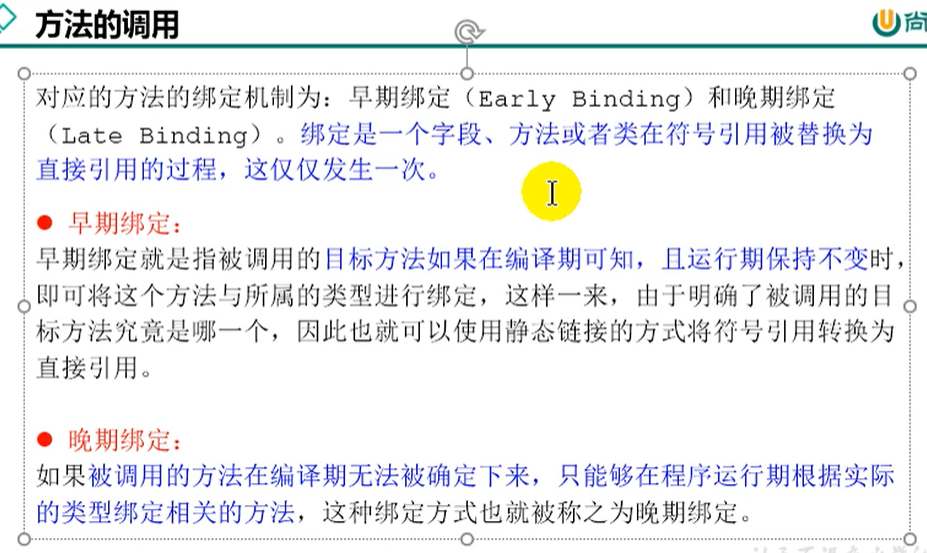 方法的调用
尚
对应的方法的绑定机制为：早期绑定（Early Binding）和晚期绑定
（Late Binding）。绑定是一个字段、方法或者类在符号引用被替换为
直接引用的过程，这仅仅发生一次。
● 早期绑定：
早期绑定就是指被调用的目标方法如果在编译期可知，且运行期保持不变时，
即可将这个方法与所属的类型进行绑定，这样一来，由于明确了被调用的目
标方法究竟是哪一个，因此也就可以使用静态链接的方式将符号引用转换为
直接引用。
● 晚期绑定：
如果被调用的方法在编译期无法被确定下来，只能够在程序运行期根据实际
的类型绑定相关的方法，这种绑定方式也就被称之为晚期绑定。